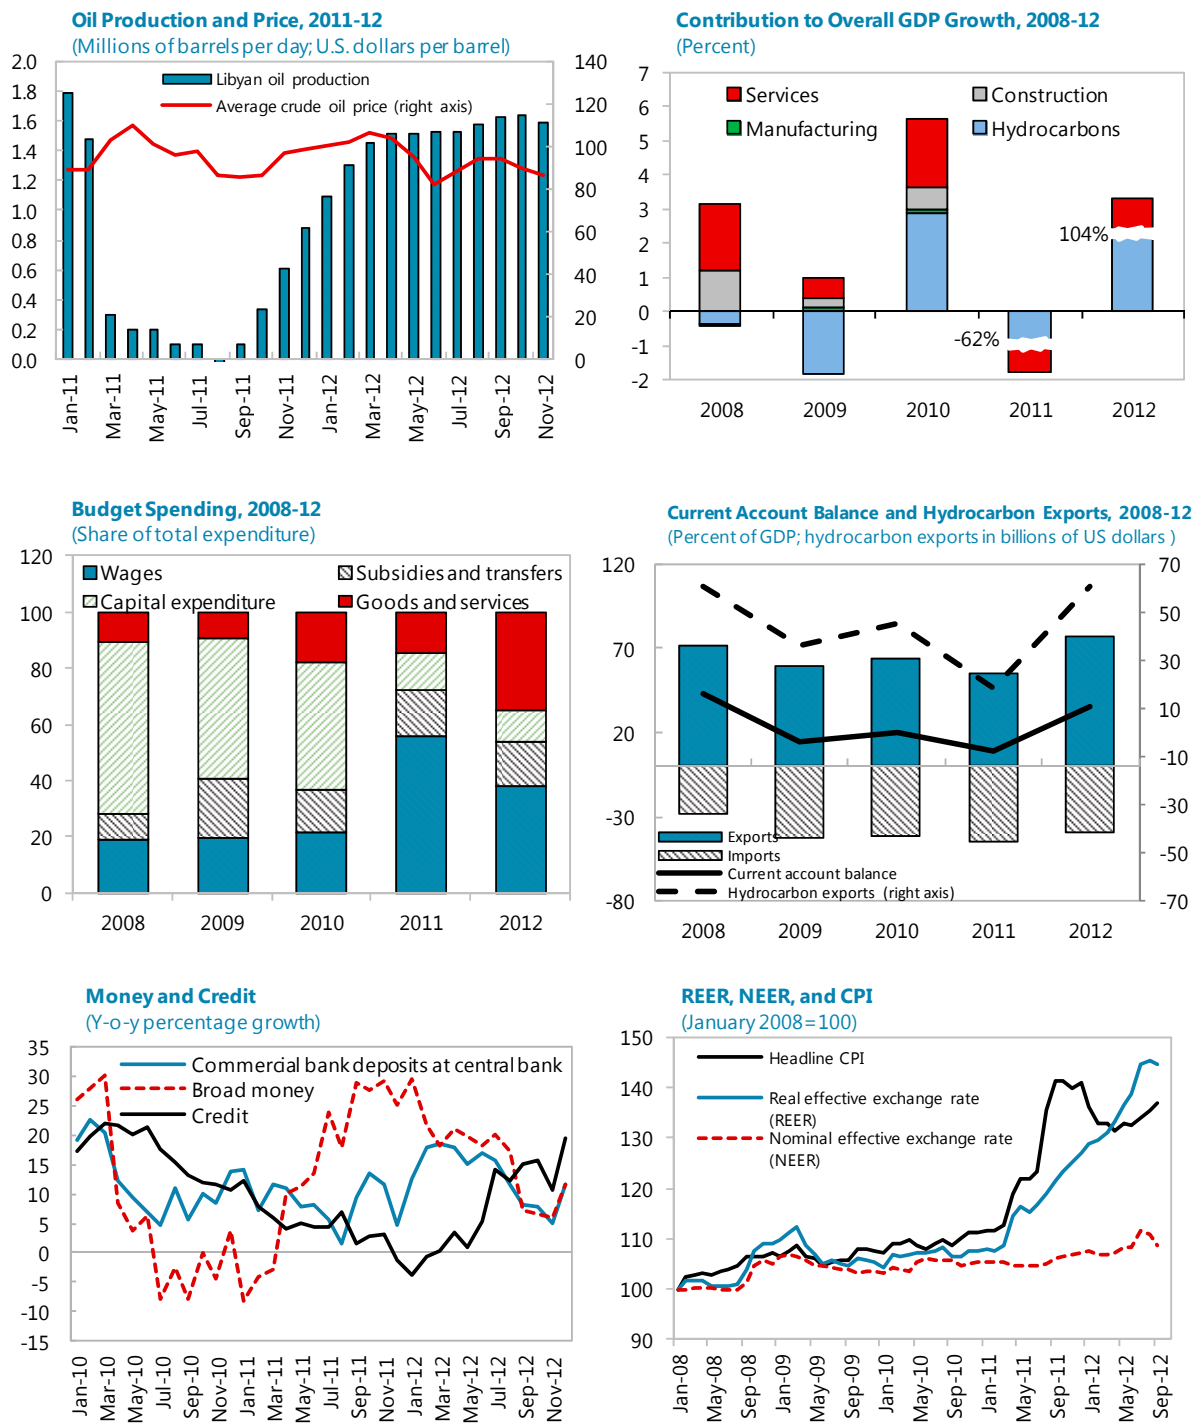 Oil Production and Price, 2011-12
(Millions of barrels per day; U.S. dollars per barrel)
2.0
1.8
1.6
1.4
1.2
1.0
0.8
0.6
0.4
0.2
0.0
140
120
100
80
60
40
20
0
Libyan oil production
Average crude oil price (right axis)
Jan-11
Mar-11
May-11
Jul-11
Sep-11
Nov-11
Jan-12
Mar-12
May-12
Jul-12
Sep-12
Nov-12
Contribution to Overall GDP Growth, 2008-12
(Percent)
7
6
5
4
3
2
1
0
-1
-2
Services
Construction
Manufacturing
Hydrocarbons
104%
-62%
2008
2009
2010
2011
2012
Budget Spending, 2008-12
(Share of total expenditure)
120
100
80
60
40
20
0
Wages
Subsidies and transfers
Capital expenditure
Goods and services
2008
2009
2010
2011
2012
Current Account Balance and Hydrocarbon Exports, 2008-12
(Percent of GDP; hydrocarbon exports in billions of US dollars )
120
70
20
-30
-80
70
50
30
10
-10
-30
-50
-70
Exports
Imports
Current account balance
Hydrocarbon exports (right axis)
2008
2009
2010
2011
2012
Money and Credit
(Y-o-y percentage growth)
35
30
25
20
15
10
5
0
-5
-10
-15
Commercial bank deposits at central bank
Broad money
Credit
Jan-10
Mar-10
May-10
Jul-10
Sep-10
Nov-10
Jan-11
Mar-11
May-11
Jul-11
Sep-11
Nov-11
Jan-12
Mar-12
May-12
Jul-12
Sep-12
Nov-12
REER, NEER, and CPI
(January 2008=100)
150
140
130
120
110
100
90
Headline CPI
Real effective exchange rate
(REER)
Nominal effective exchange rate
(NEER)
Jan-08
May-08
Sep-08
Jan-09
May-09
Sep-09
Jan-10
May-10
Sep-10
Jan-11
May-11
Sep-11
Jan-12
May-12
Sep-12